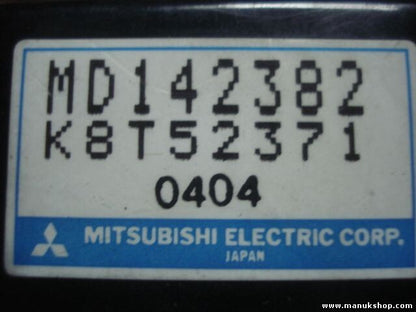 MD142382
K8T52371
0404
MITSUBISHI ELECTRIC CORP.
JAPAN
www.manukshop.com